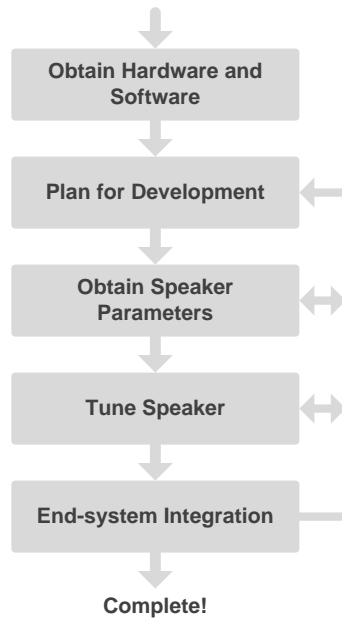 Obtain Hardware and
Software
Plan for Development
Obtain Speaker
Parameters
Tune Speaker
End-system Integration
Complete!